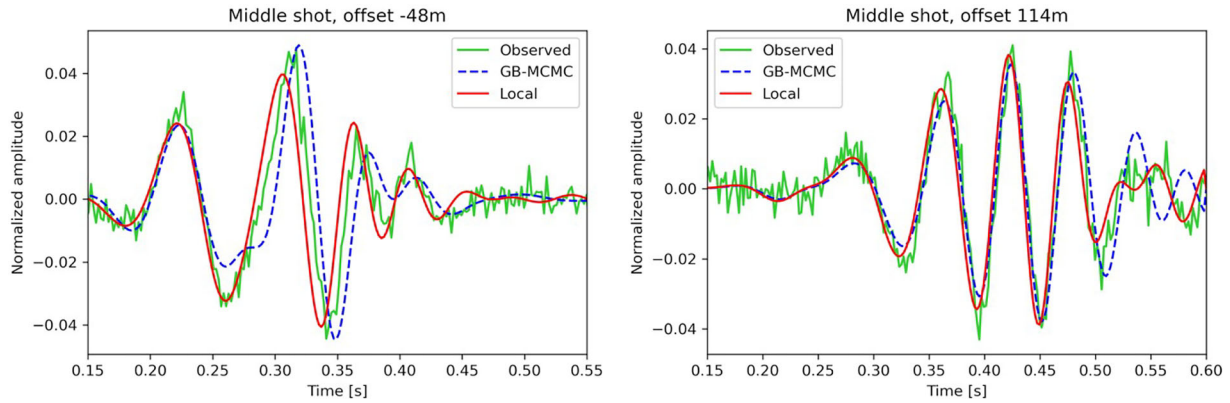 Middle shot, offset -48m
Normalized amplitude
0.04
0.02
0.00
−0.02
−0.04
Observed
GB-MCMC
Local
0.15 0.20 0.25 0.30 0.35 0.40 0.45 0.50 0.55
Time [s]
Middle shot, offset 114m
Normalized amplitude
0.04
0.02
0.00
−0.02
−0.04
Observed
GB-MCMC
Local
0.15 0.20 0.25 0.30 0.35 0.40 0.45 0.50 0.55 0.60
Time [s]